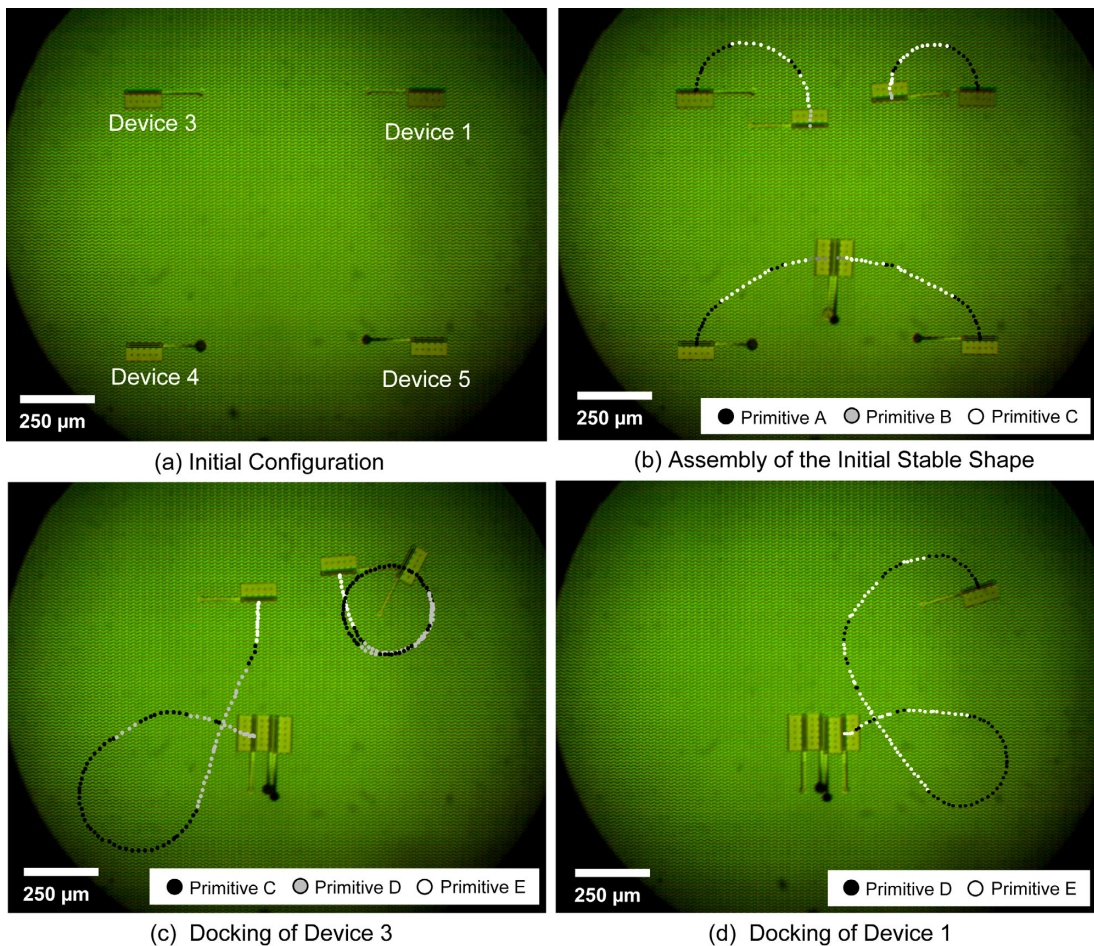 Device 3
Device 1
Device 4
Device 5
250 μm
(a) Initial Configuration
250 μm
Primitive A Primitive B Primitive C
(b) Assembly of the Initial Stable Shape
250 μm
Primitive C Primitive D Primitive E
(c) Docking of Device 3
250 μm
Primitive D Primitive E
(d) Docking of Device 1